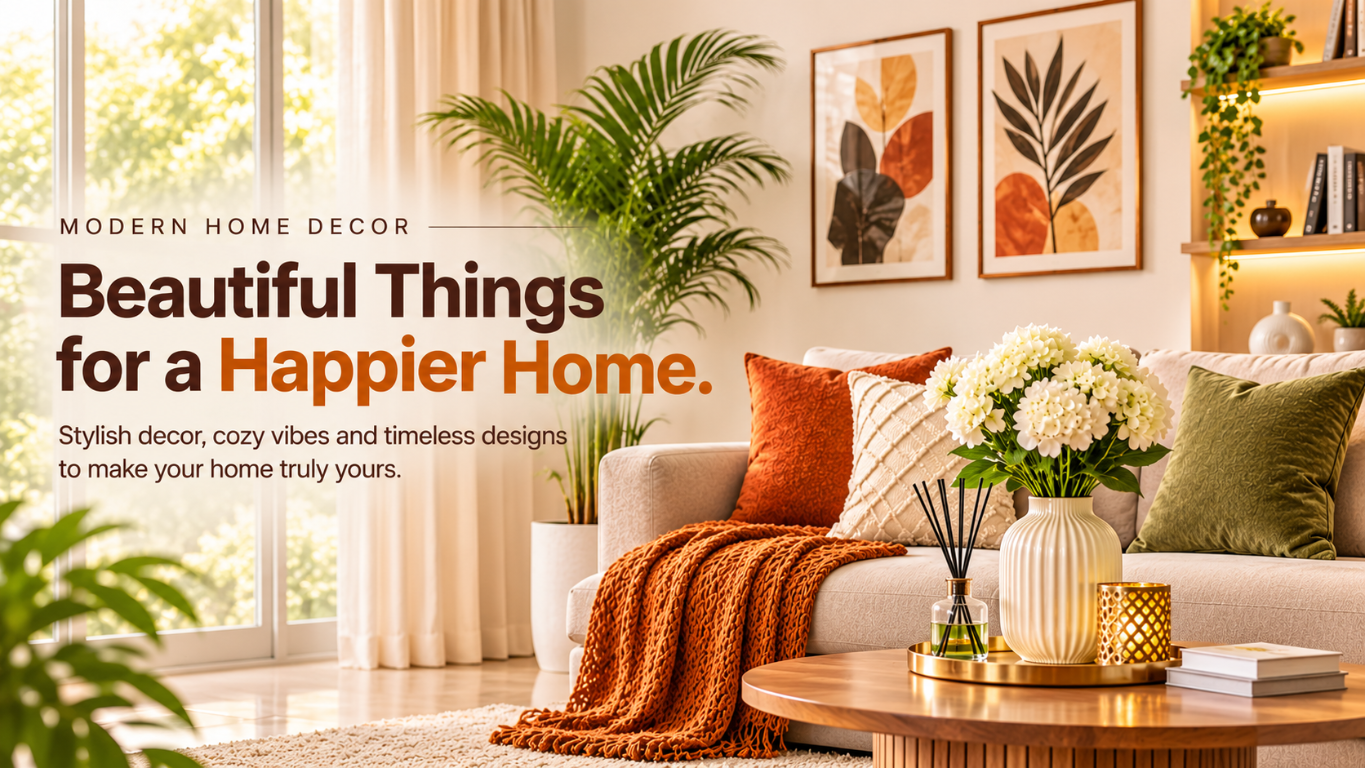 MODERN HOME DECOR
Beautiful Things
for a Happier Home.
Stylish decor, cozy vibes and timeless designs
to make your home truly yours.